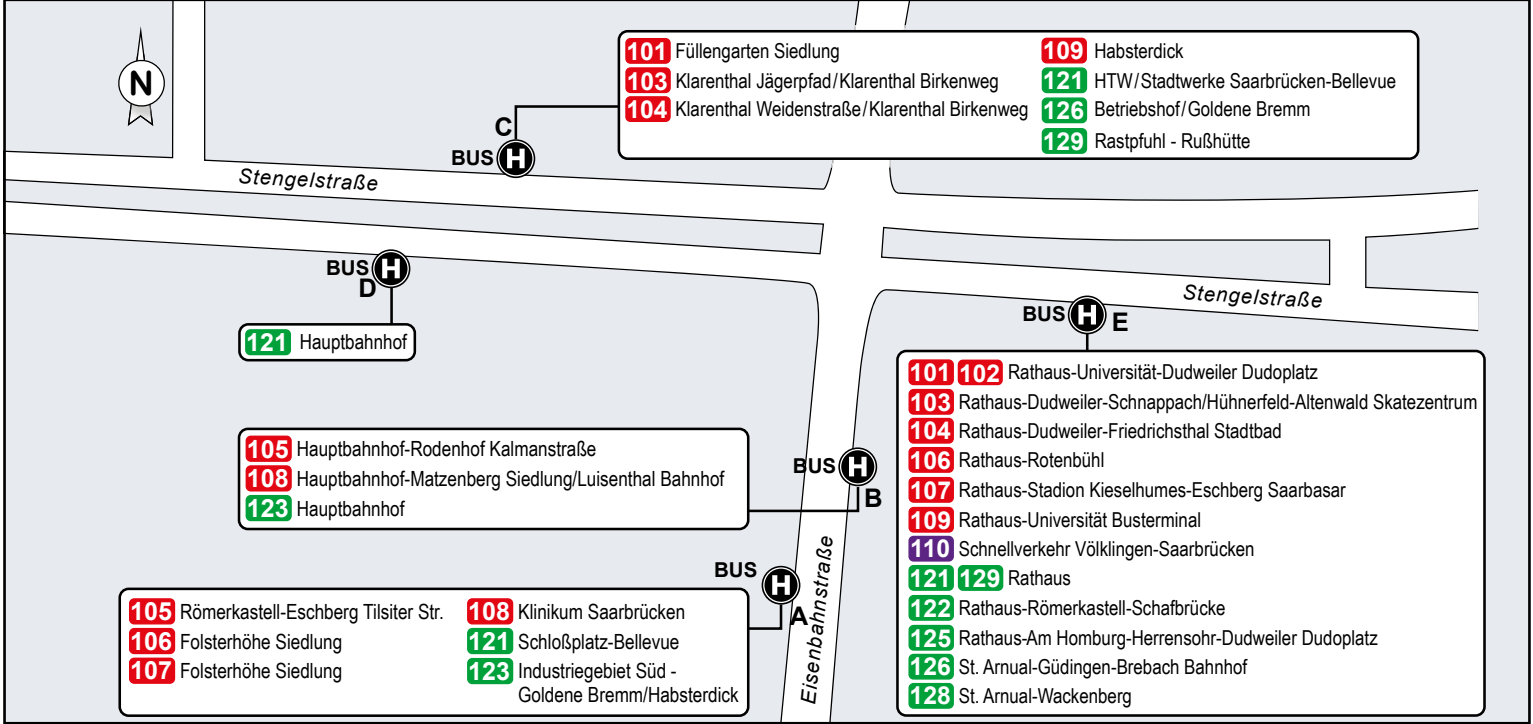 N
101 Füllengarten Siedlung
103 Klarenthal Jägerpfad/Klarenthal Birkenweg
104 Klarenthal Weidenstraße/Klarenthal Birkenweg
109 Habsterdick
121 HTW/Stadtwerke Saarbrücken-Bellevue
126 Betriebshof/Goldene Bremm
129 Rastpfuhl - Rußhütte
C
BUS H
Stengelstraße
BUS H
D
121 Hauptbahnhof
Stengelstraße
BUS H E
101 102 Rathaus-Universität-Dudweiler Dudoplatz
103 Rathaus-Dudweiler-Schnappach/Hühnerfeld-Altenwald Skatezentrum
104 Rathaus-Dudweiler-Friedrichsthal Stadtbad
106 Rathaus-Rotenbühl
107 Rathaus-Stadion Kieselhumes-Eschberg Saarbasar
109 Rathaus-Universität Busterminal
110 Schnellverkehr Völklingen-Saarbrücken
121 129 Rathaus
122 Rathaus-Römerkastell-Schafbrücke
125 Rathaus-Am Homburg-Herrensohr-Dudweiler Dudoplatz
126 St. Arnual-Güdingen-Brebach Bahnhof
128 St. Arnual-Wackenberg
105 Hauptbahnhof-Rodenhof Kalmanstraße
108 Hauptbahnhof-Matzenberg Siedlung/Luisenthal Bahnhof
123 Hauptbahnhof
BUS H
B
BUS H
A
Eisenbahnstraße
105 Römerkastell-Eschberg Tilsiter Str.
106 Folsterhöhe Siedlung
107 Folsterhöhe Siedlung
108 Klinikum Saarbrücken
121 Schloßplatz-Bellevue
123 Industriegebiet Süd -
Goldene Bremm/Habsterdick